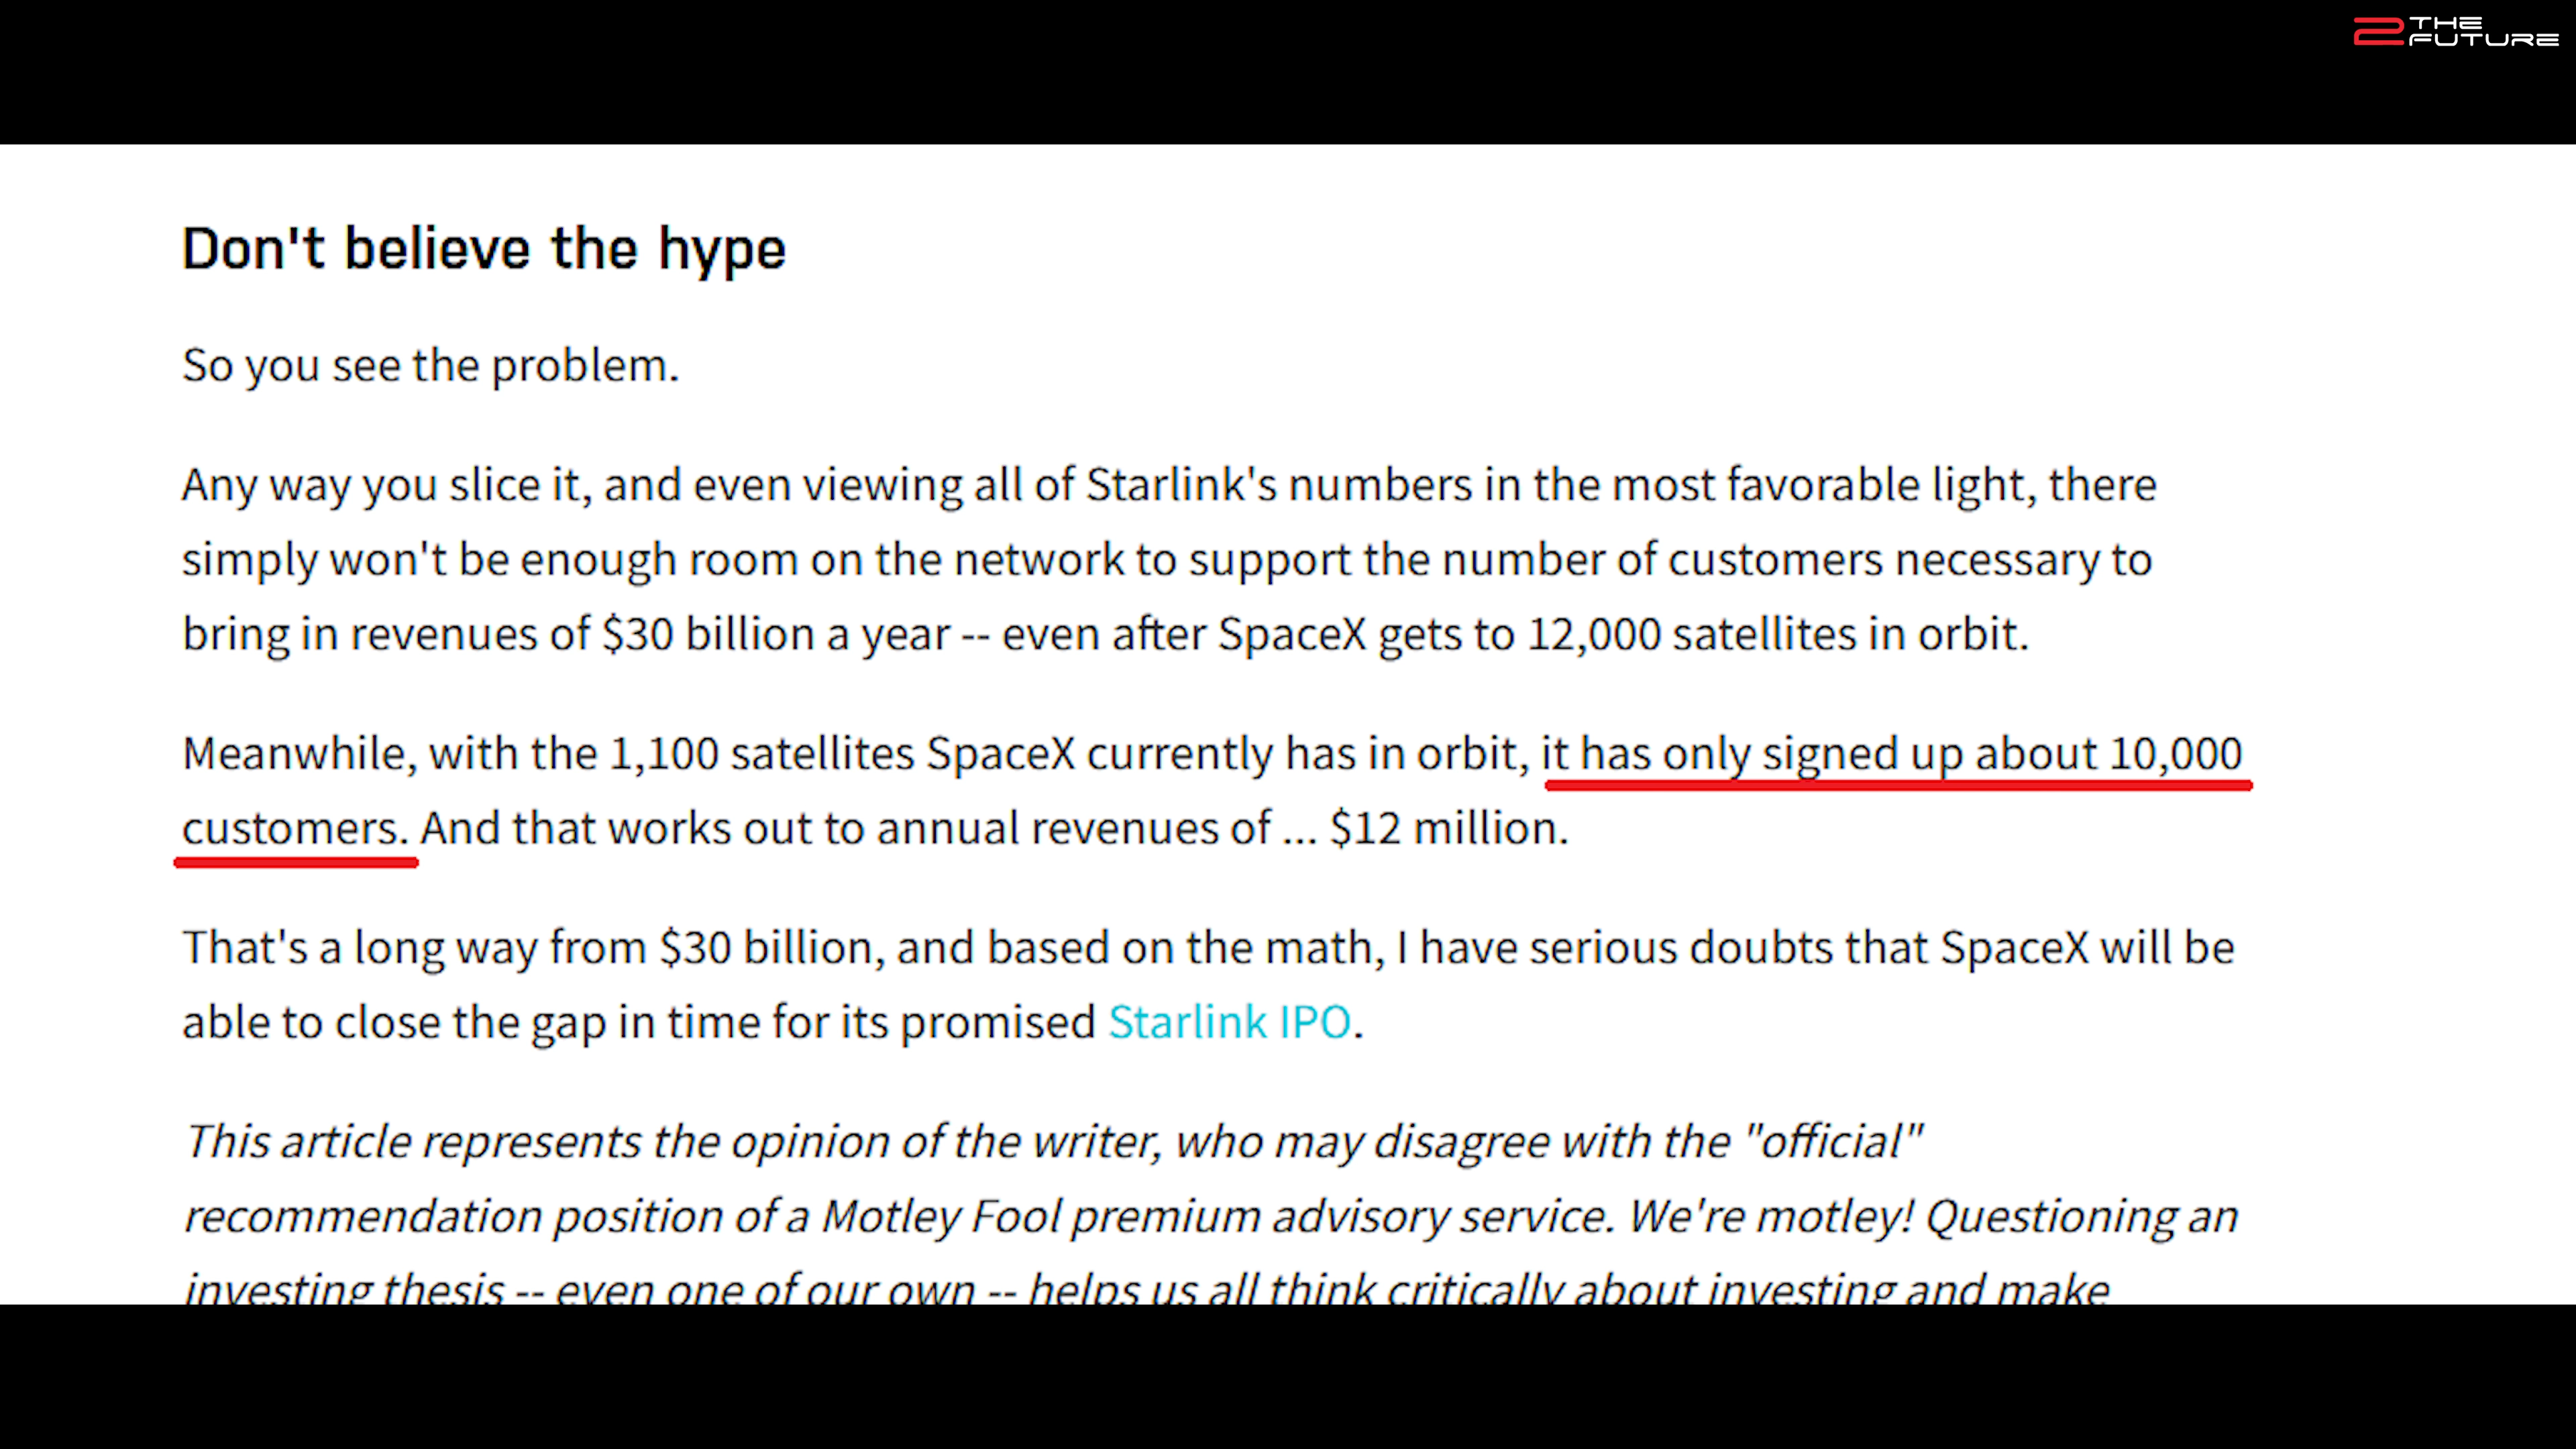 2 THE
FUTURE
Don't believe the hype
So you see the problem.
Any way you slice it, and even viewing all of Starlink's numbers in the most favorable light, there
simply won't be enough room on the network to support the number of customers necessary to
bring in revenues of $30 billion a year -- even after SpaceX gets to 12,000 satellites in orbit.
Meanwhile, with the 1,100 satellites SpaceX currently has in orbit, it has only signed up about 10,000
customers. And that works out to annual revenues of ... $12 million.
That's a long way from $30 billion, and based on the math, I have serious doubts that SpaceX will be
able to close the gap in time for its promised Starlink IPO.
This article represents the opinion of the writer, who may disagree with the "official"
recommendation position of a Motley Fool premium advisory service. We're motley! Questioning an
investing thesis -- even one of our own -- helps us all think critically about investing and make